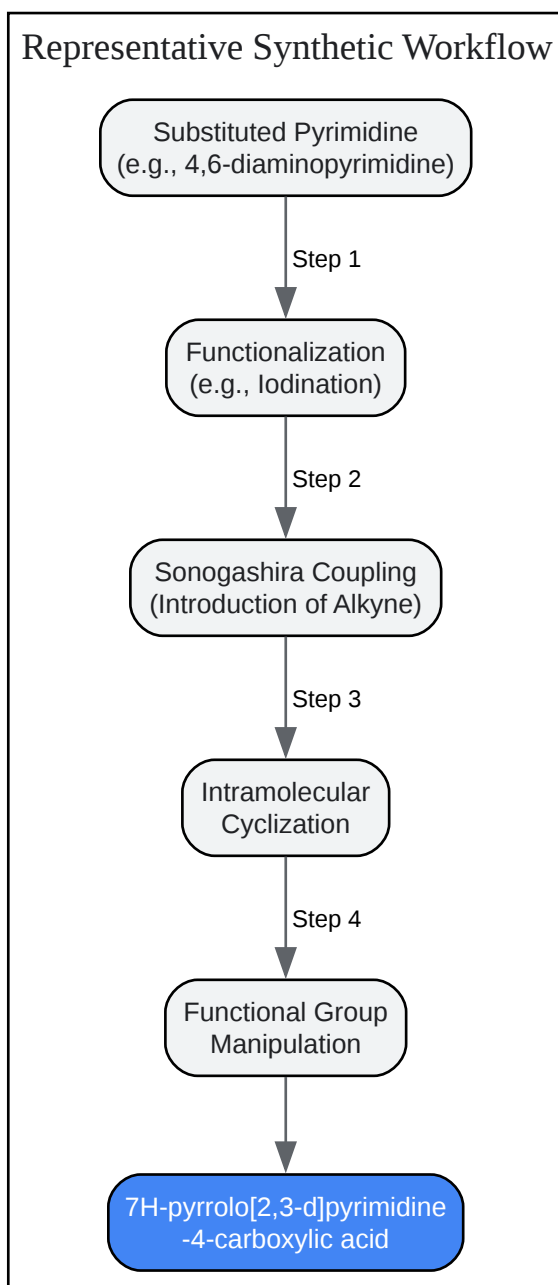 Representative Synthetic Workflow
Substituted Pyrimidine
(e.g., 4,6-diaminopyrimidine)
Step 1
Functionalization
(e.g., Iodination)
Step 2
Sonogashira Coupling
(Introduction of Alkyne)
Step 3
Intramolecular
Cyclization
Step 4
Functional Group
Manipulation
7H-pyrrolo[2,3-d]pyrimidine
-4-carboxylic acid